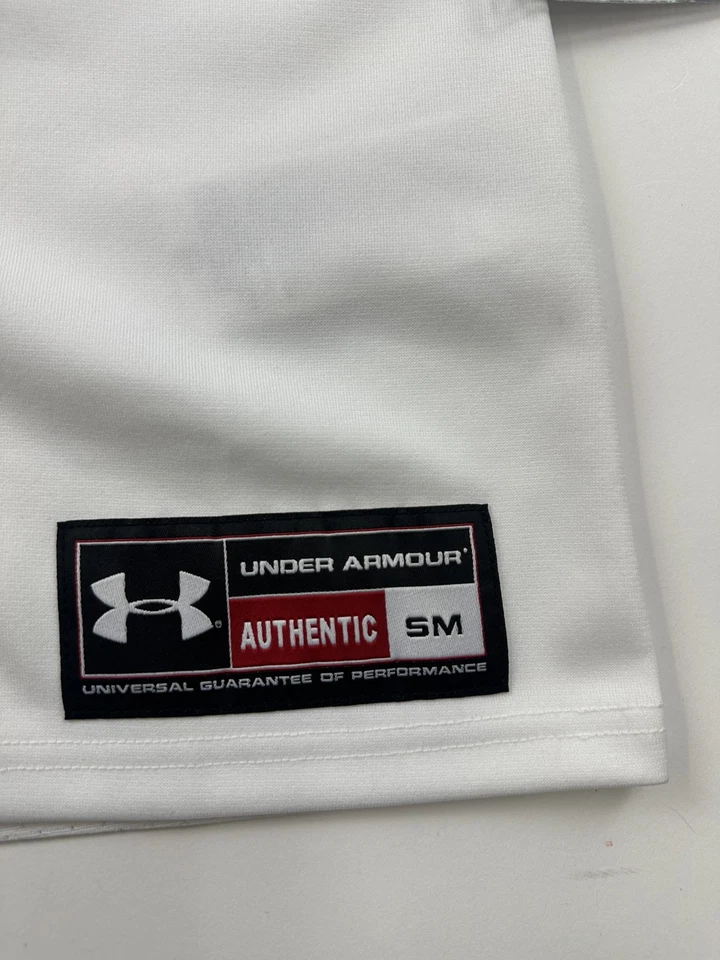 UNDER ARMOUR®
AUTHENTIC SM
®
UNIVERSAL GUARANTEE OF PERFORMANCE